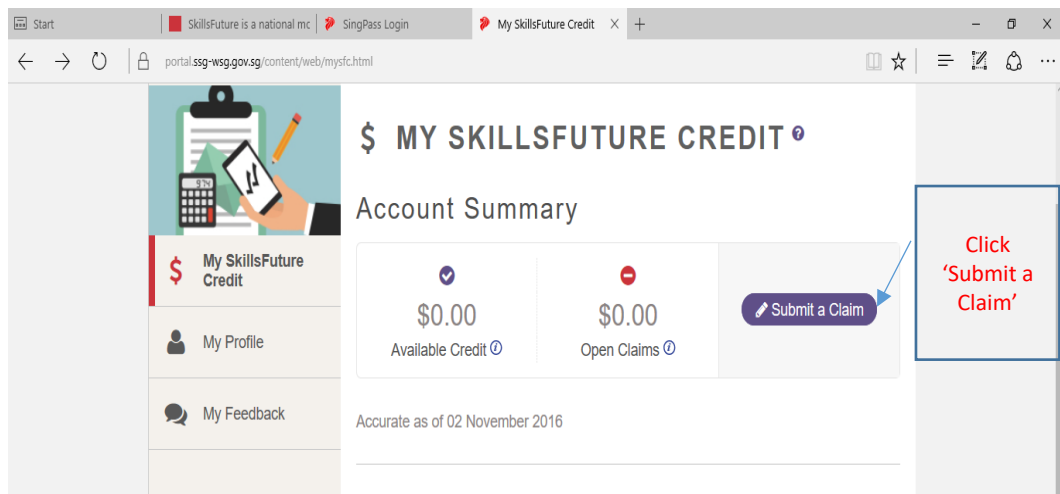 Start
SkillsFuture is a national mc
SingPass Login
My SkillsFuture Credit
portal.ssg-wsg.gov.sg/content/web/mysfc.html
974
$ MY SKILLSFUTURE CREDIT ?
Account Summary
$ My SkillsFuture
Credit
My Profile
My Feedback
$0.00
Available Credit i
$0.00
Open Claims i
Submit a Claim
Accurate as of 02 November 2016
Click
‘Submit a
Claim’